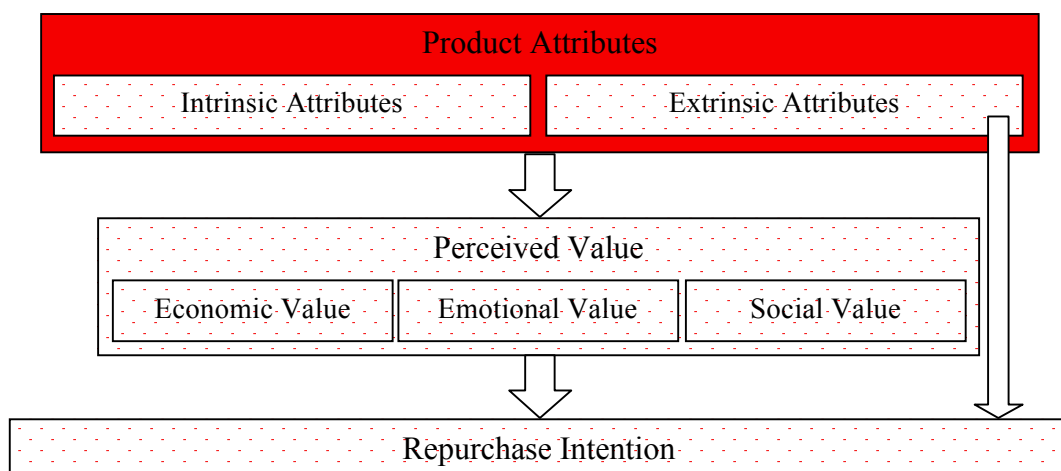 Product Attributes
Intrinsic Attributes
Extrinsic Attributes
Perceived Value
Economic Value
Emotional Value
Social Value
Repurchase Intention